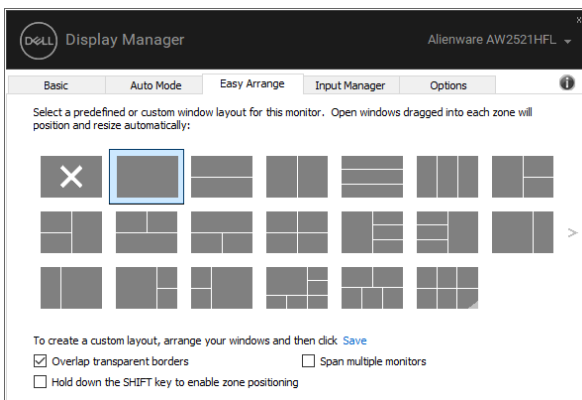 DELL Display Manager Alienware AW2521HFL
Basic Auto Mode Easy Arrange Input Manager Options
Select a predefined or custom window layout for this monitor. Open windows dragged into each zone will
position and resize automatically:
To create a custom layout, arrange your windows and then click Save
Overlap transparent borders Span multiple monitors
Hold down the SHIFT key to enable zone positioning